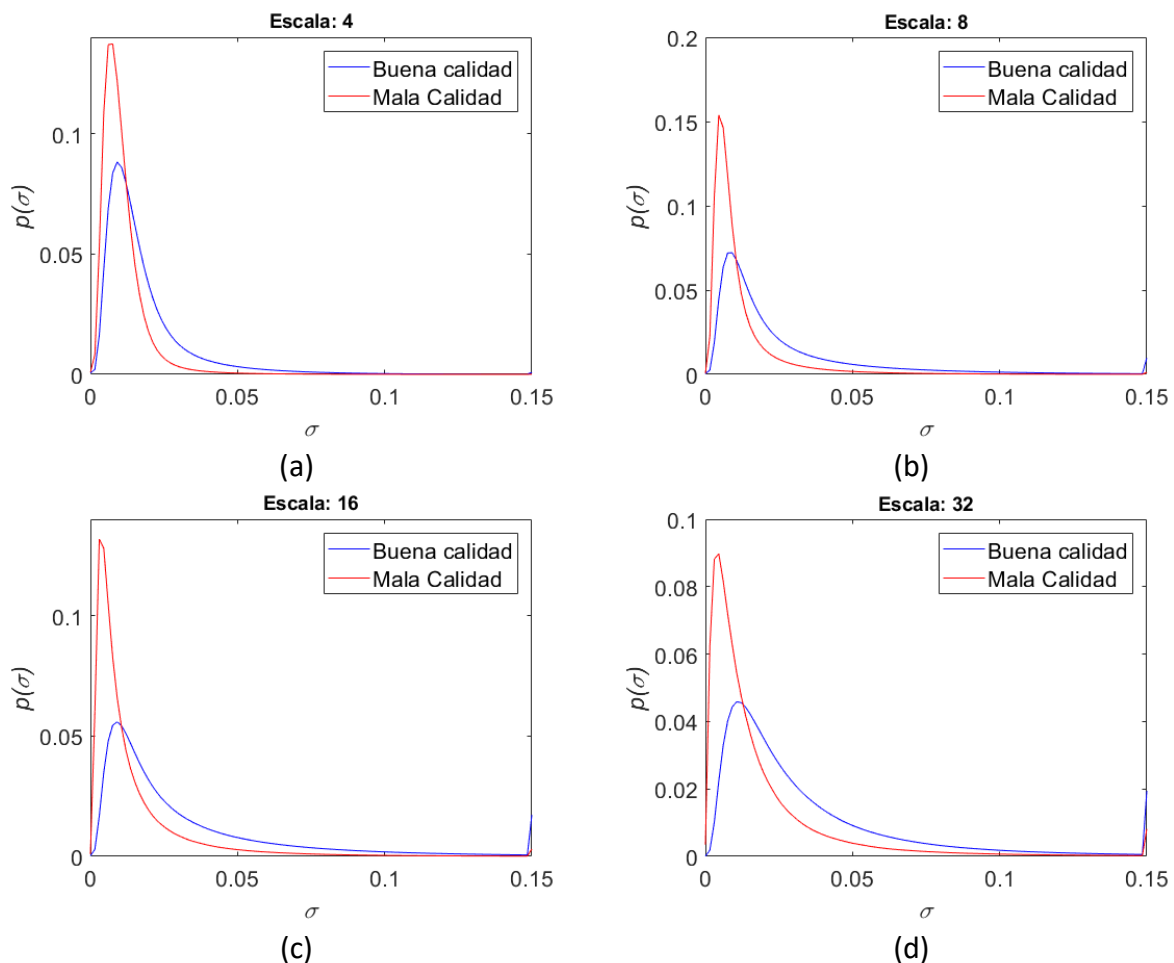 Escala: 4
Buena calidad
Mala Calidad
0.1
0.05
0
p(σ)
0
0.05
0.1
0.15
σ
(a)
Escala: 8
Buena calidad
Mala Calidad
0.2
0.15
0.1
0.05
0
p(σ)
0
0.05
0.1
0.15
σ
(b)
Escala: 16
Buena calidad
Mala Calidad
0.1
0.05
0
p(σ)
0
0.05
0.1
0.15
σ
(c)
Escala: 32
Buena calidad
Mala Calidad
0.1
0.08
0.06
0.04
0.02
0
p(σ)
0
0.05
0.1
0.15
σ
(d)